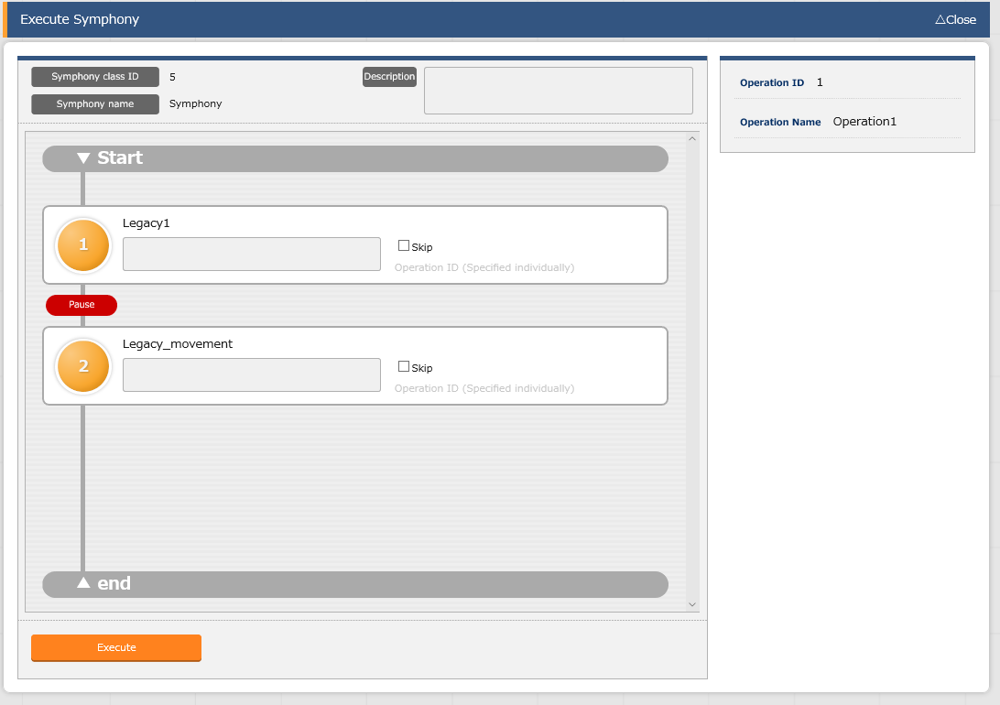 Execute Symphony
△Close
Symphony class ID 5
Description
Symphony name Symphony
Operation ID 1
Operation Name Operation1
▼ Start
Legacy1
1
Skip
Operation ID (Specified individually)
Pause
Legacy_movement
2
Skip
Operation ID (Specified individually)
▲ end
Execute